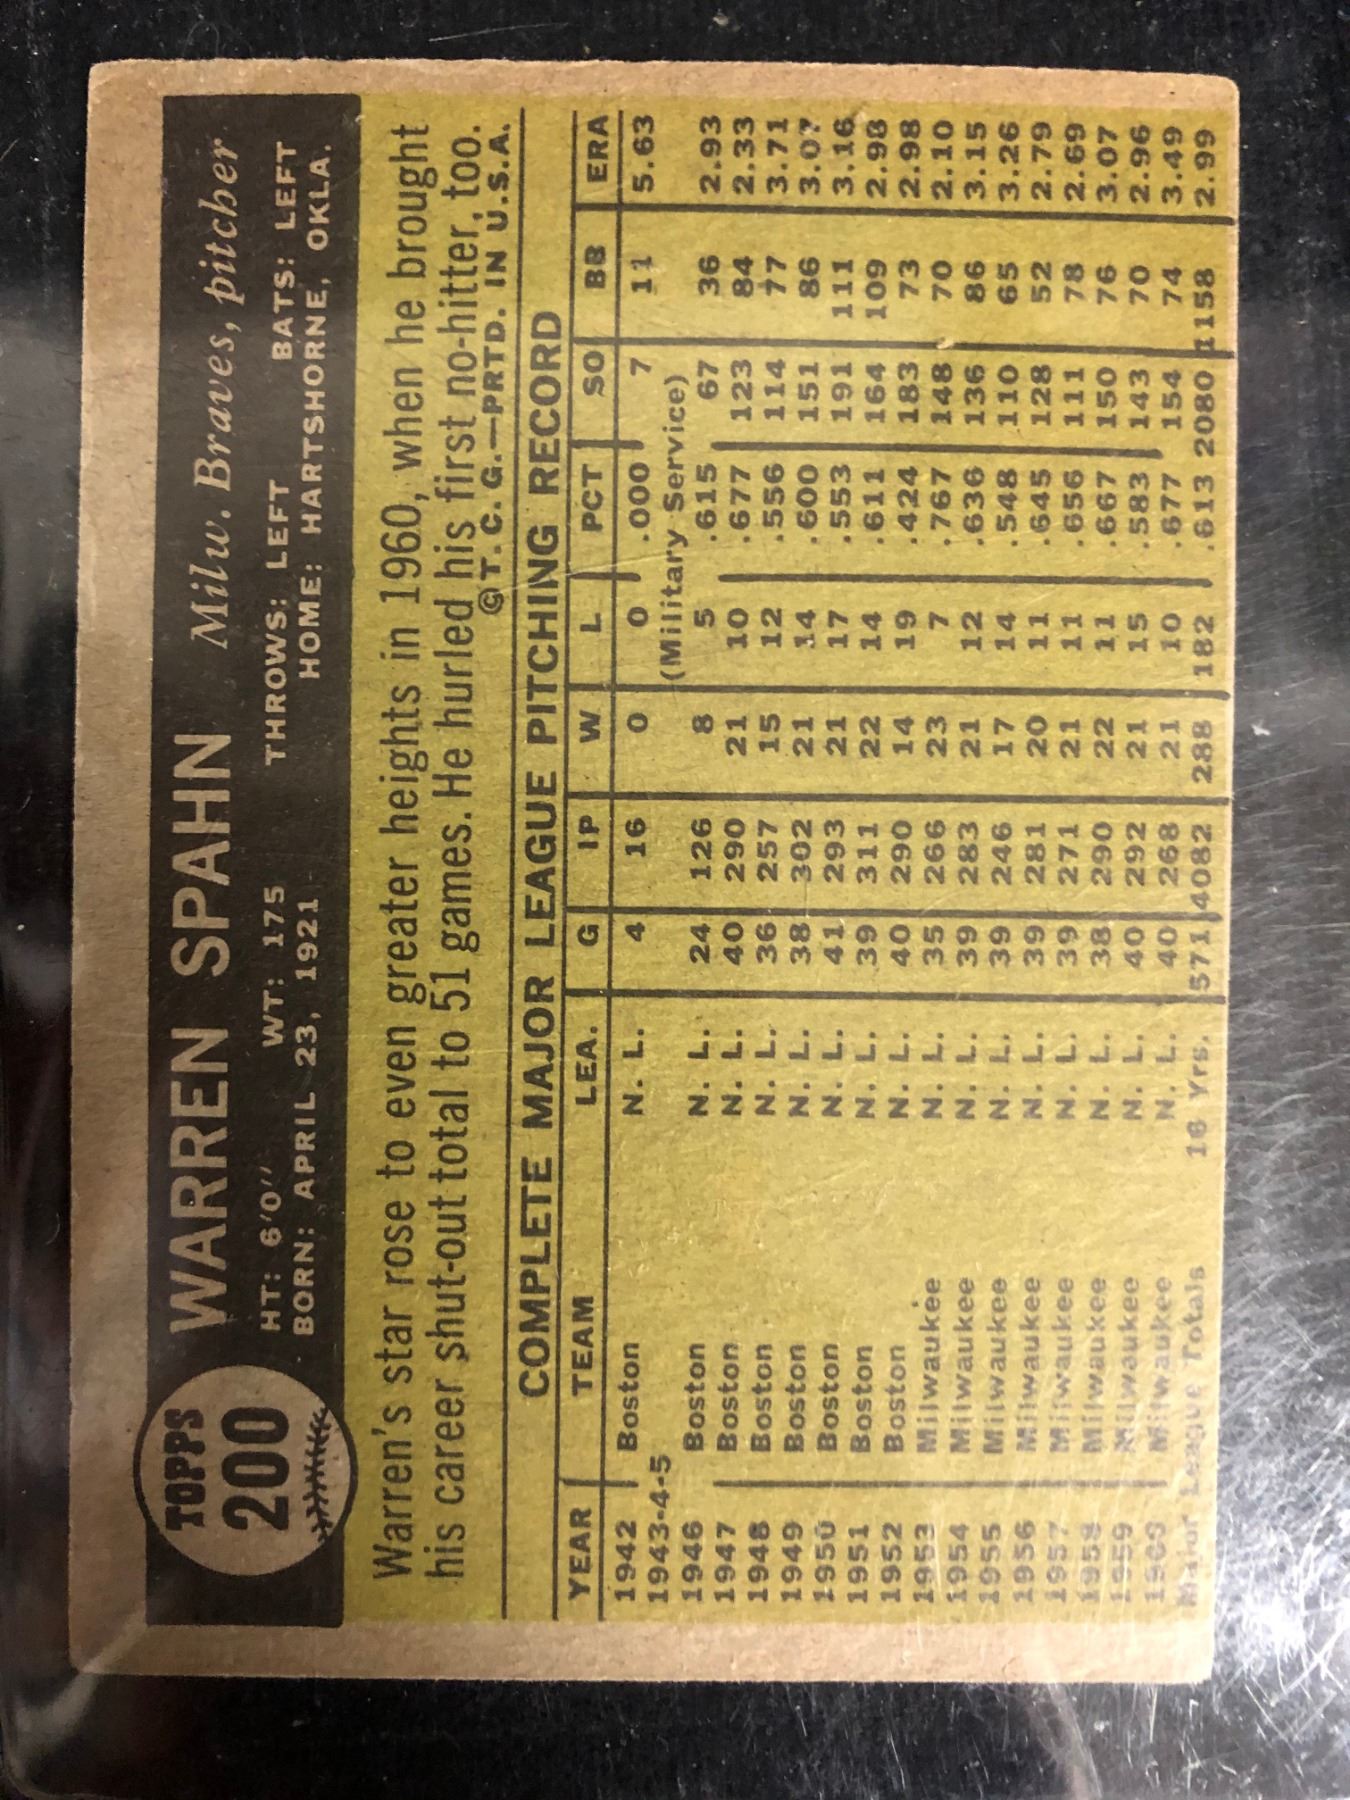 TOPPS
200
WARREN SPAHN Milw. Braves, pitcher
HT: 6'0" WT: 175 THROWS: LEFT BATS: LEFT
BORN: APRIL 23, 1921 HOME: HARTSHORNE, OKLA.
Warren's star rose to even greater heights in 1960, when he brought
his career shut-out total to 51 games. He hurled his first no-hitter, too.
©T. C. G.—PRTD. IN U.S.A.
COMPLETE MAJOR LEAGUE PITCHING RECORD
YEAR TEAM LEA. G IP W L PCT SO BB ERA
1942 Boston N. L. 4 16 0 0 .000 7 11 5.63
1943-4-5 (Military Service)
1946 Boston N. L. 24 126 8 5 .615 67 36 2.93
1947 Boston N. L. 40 290 21 10 .677 123 84 2.33
1948 Boston N. L. 36 257 15 12 .556 114 77 3.71
1949 Boston N. L. 38 302 21 14 .600 151 86 3.07
1950 Boston N. L. 41 293 21 17 .553 191 111 3.16
1951 Boston N. L. 39 311 22 14 .611 164 109 2.98
1952 Boston N. L. 40 290 14 19 .424 183 73 2.98
1953 Milwaukee N. L. 35 266 23 7 .767 148 70 2.10
1954 Milwaukee N. L. 39 283 21 12 .636 136 86 3.15
1955 Milwaukee N. L. 39 246 17 14 .548 110 65 3.26
1956 Milwaukee N. L. 39 281 20 11 .645 128 52 2.79
1957 Milwaukee N. L. 39 271 21 11 .656 111 78 2.69
1958 Milwaukee N. L. 38 290 22 11 .667 150 76 3.07
1959 Milwaukee N. L. 40 292 21 15 .583 143 70 2.96
1960 Milwaukee N. L. 40 268 21 10 .677 154 74 3.49
Major League Totals 16 Yrs. 571 4082 288 182 .613 2080 1158 2.99